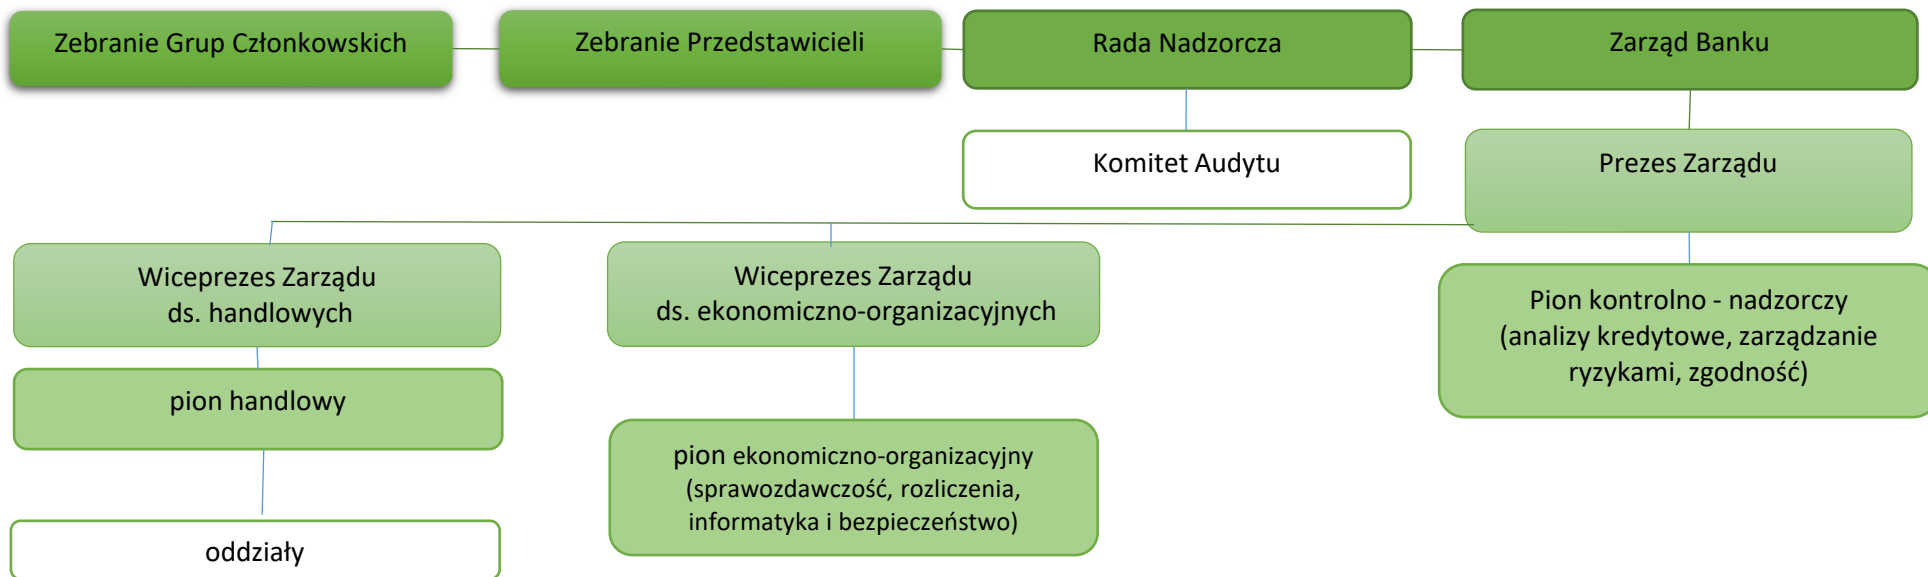 Zebranie Grup Członkowskich
Zebranie Przedstawicieli
Rada Nadzorcza
Zarząd Banku
Komitet Audytu
Prezes Zarządu
Wiceprezes Zarządu
ds. handlowych
Wiceprezes Zarządu
ds. ekonomiczno-organizacyjnych
Pion kontrolno - nadzorczy
(analizy kredytowe, zarządzanie
ryzykami, zgodność)
pion handlowy
pion ekonomiczno-organizacyjny
(sprawozdawczość, rozliczenia,
informatyka i bezpieczeństwo)
oddziały